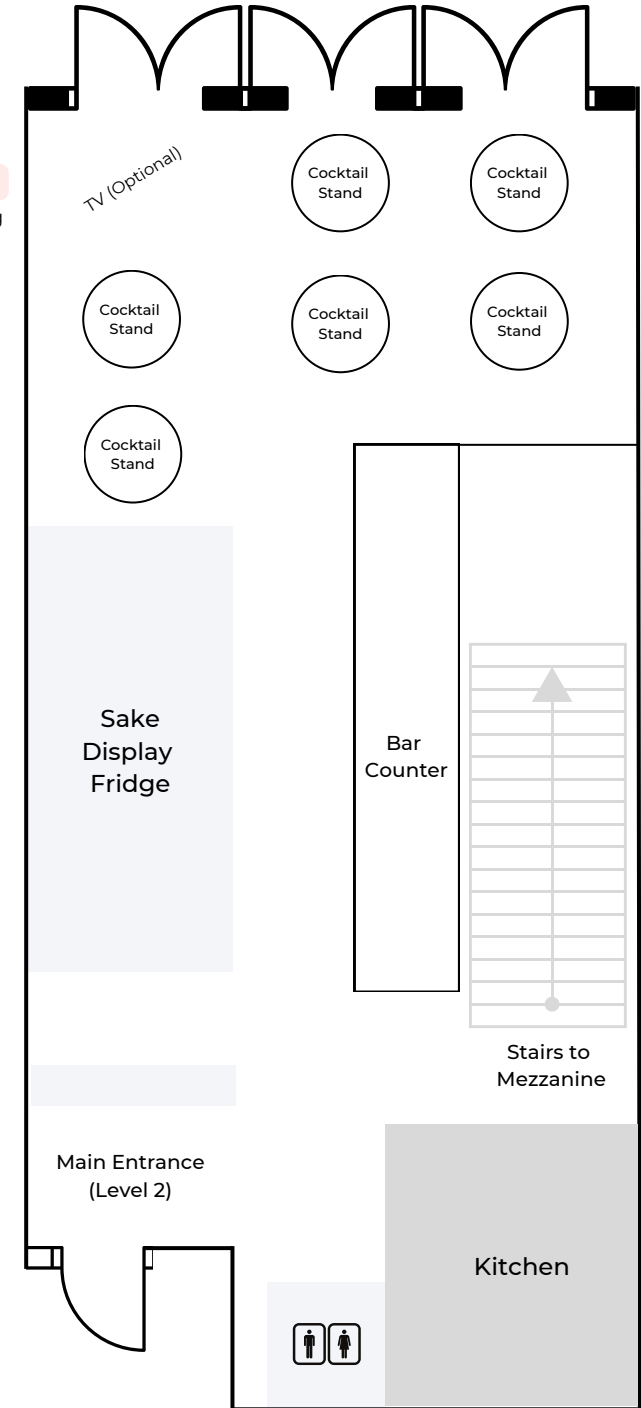 TV (Optional)
Cocktail
Stand
Cocktail
Stand
Cocktail
Stand
Cocktail
Stand
Cocktail
Stand
Cocktail
Stand
Sake
Display
Fridge
Bar
Counter
Stairs to
Mezzanine
Main Entrance
(Level 2)
Kitchen